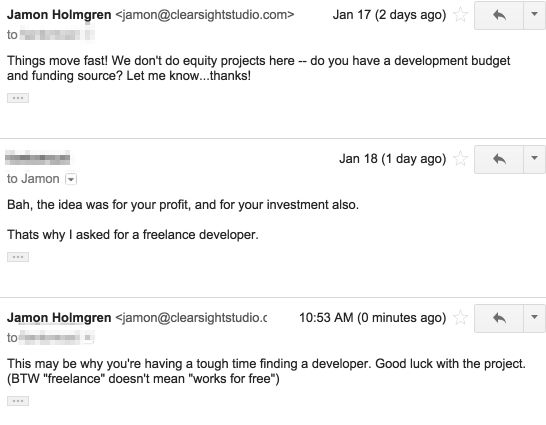 Jamon Holmgren <jamon@clearsightstudio.com> Jan 17 (2 days ago)
to
Things move fast! We don't do equity projects here -- do you have a development budget
and funding source? Let me know...thanks!
...
Jan 18 (1 day ago)
to Jamon
Bah, the idea was for your profit, and for your investment also.
Thats why I asked for a freelance developer.
...
Jamon Holmgren <jamon@clearsightstudio.c 10:53 AM (0 minutes ago)
to
This may be why you're having a tough time finding a developer. Good luck with the project.
(BTW "freelance" doesn't mean "works for free")
...